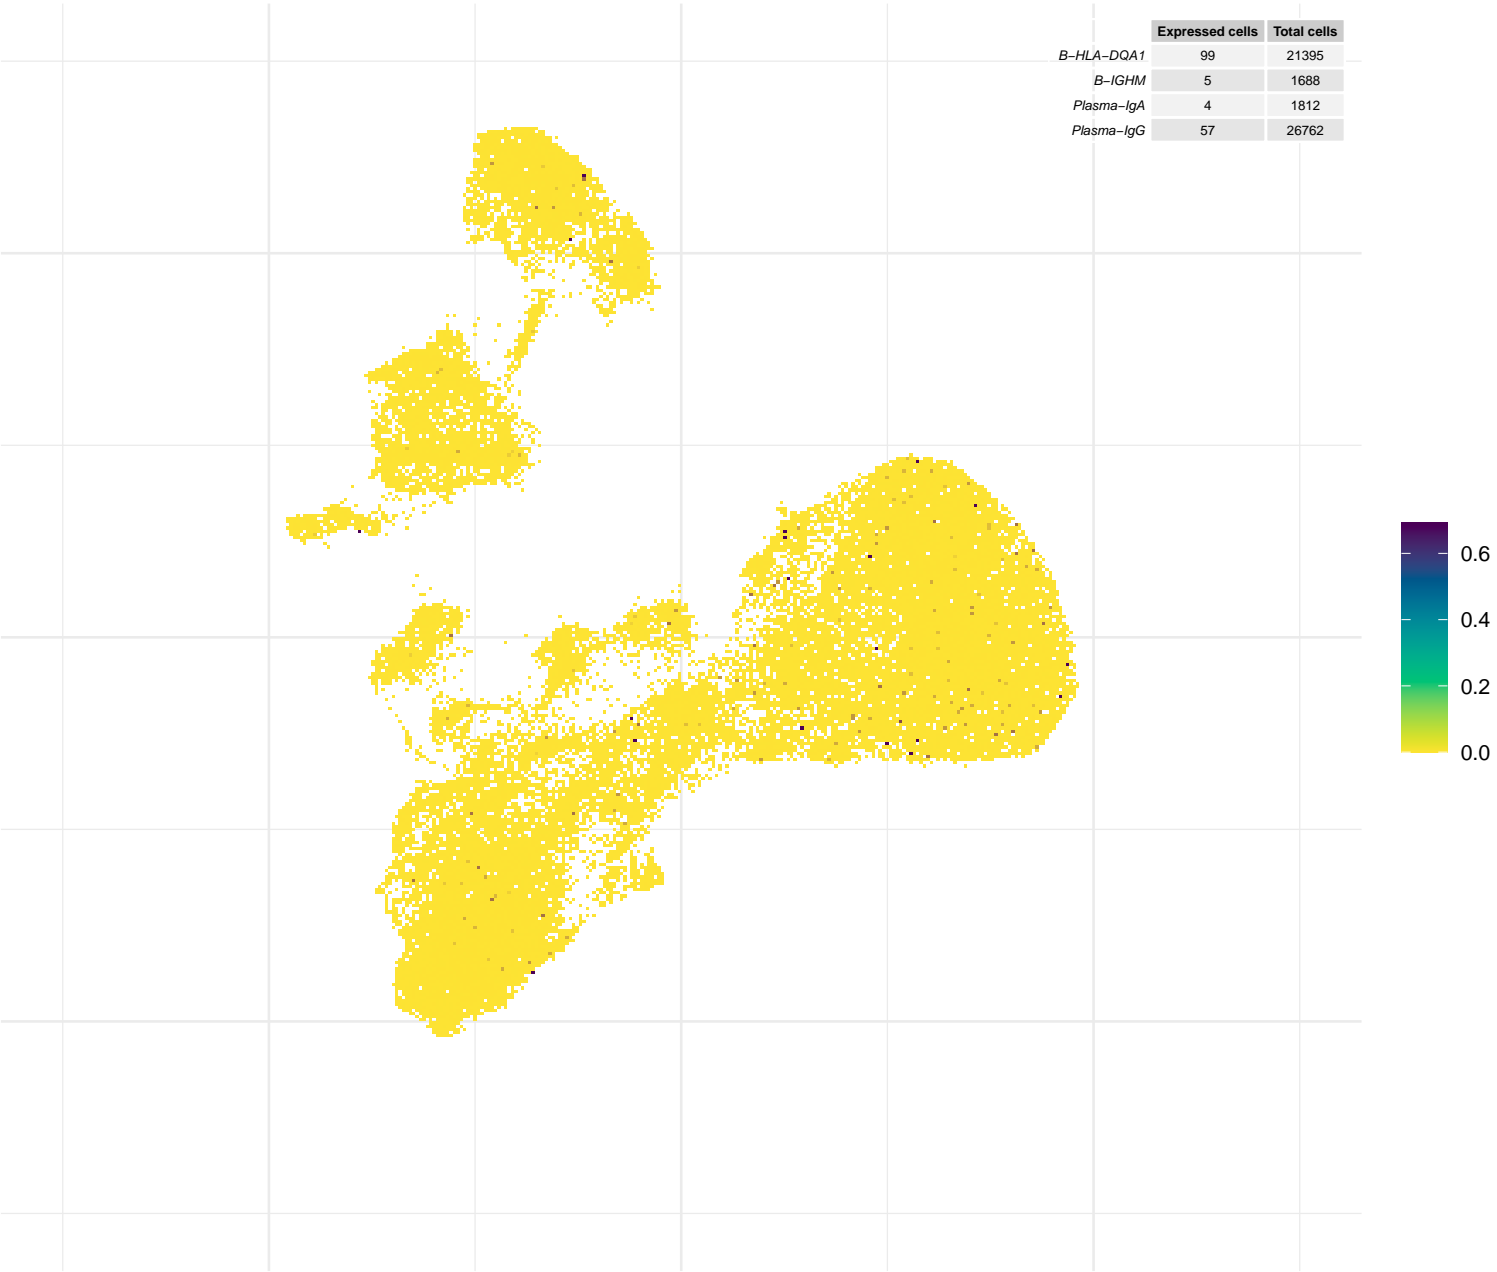 Expressed cells Total cells
B−HLA−DQA1 99 21395
B−IGHM 5 1688
Plasma−IgA 4 1812
Plasma−IgG 57 26762
0.6
0.4
0.2
0.0